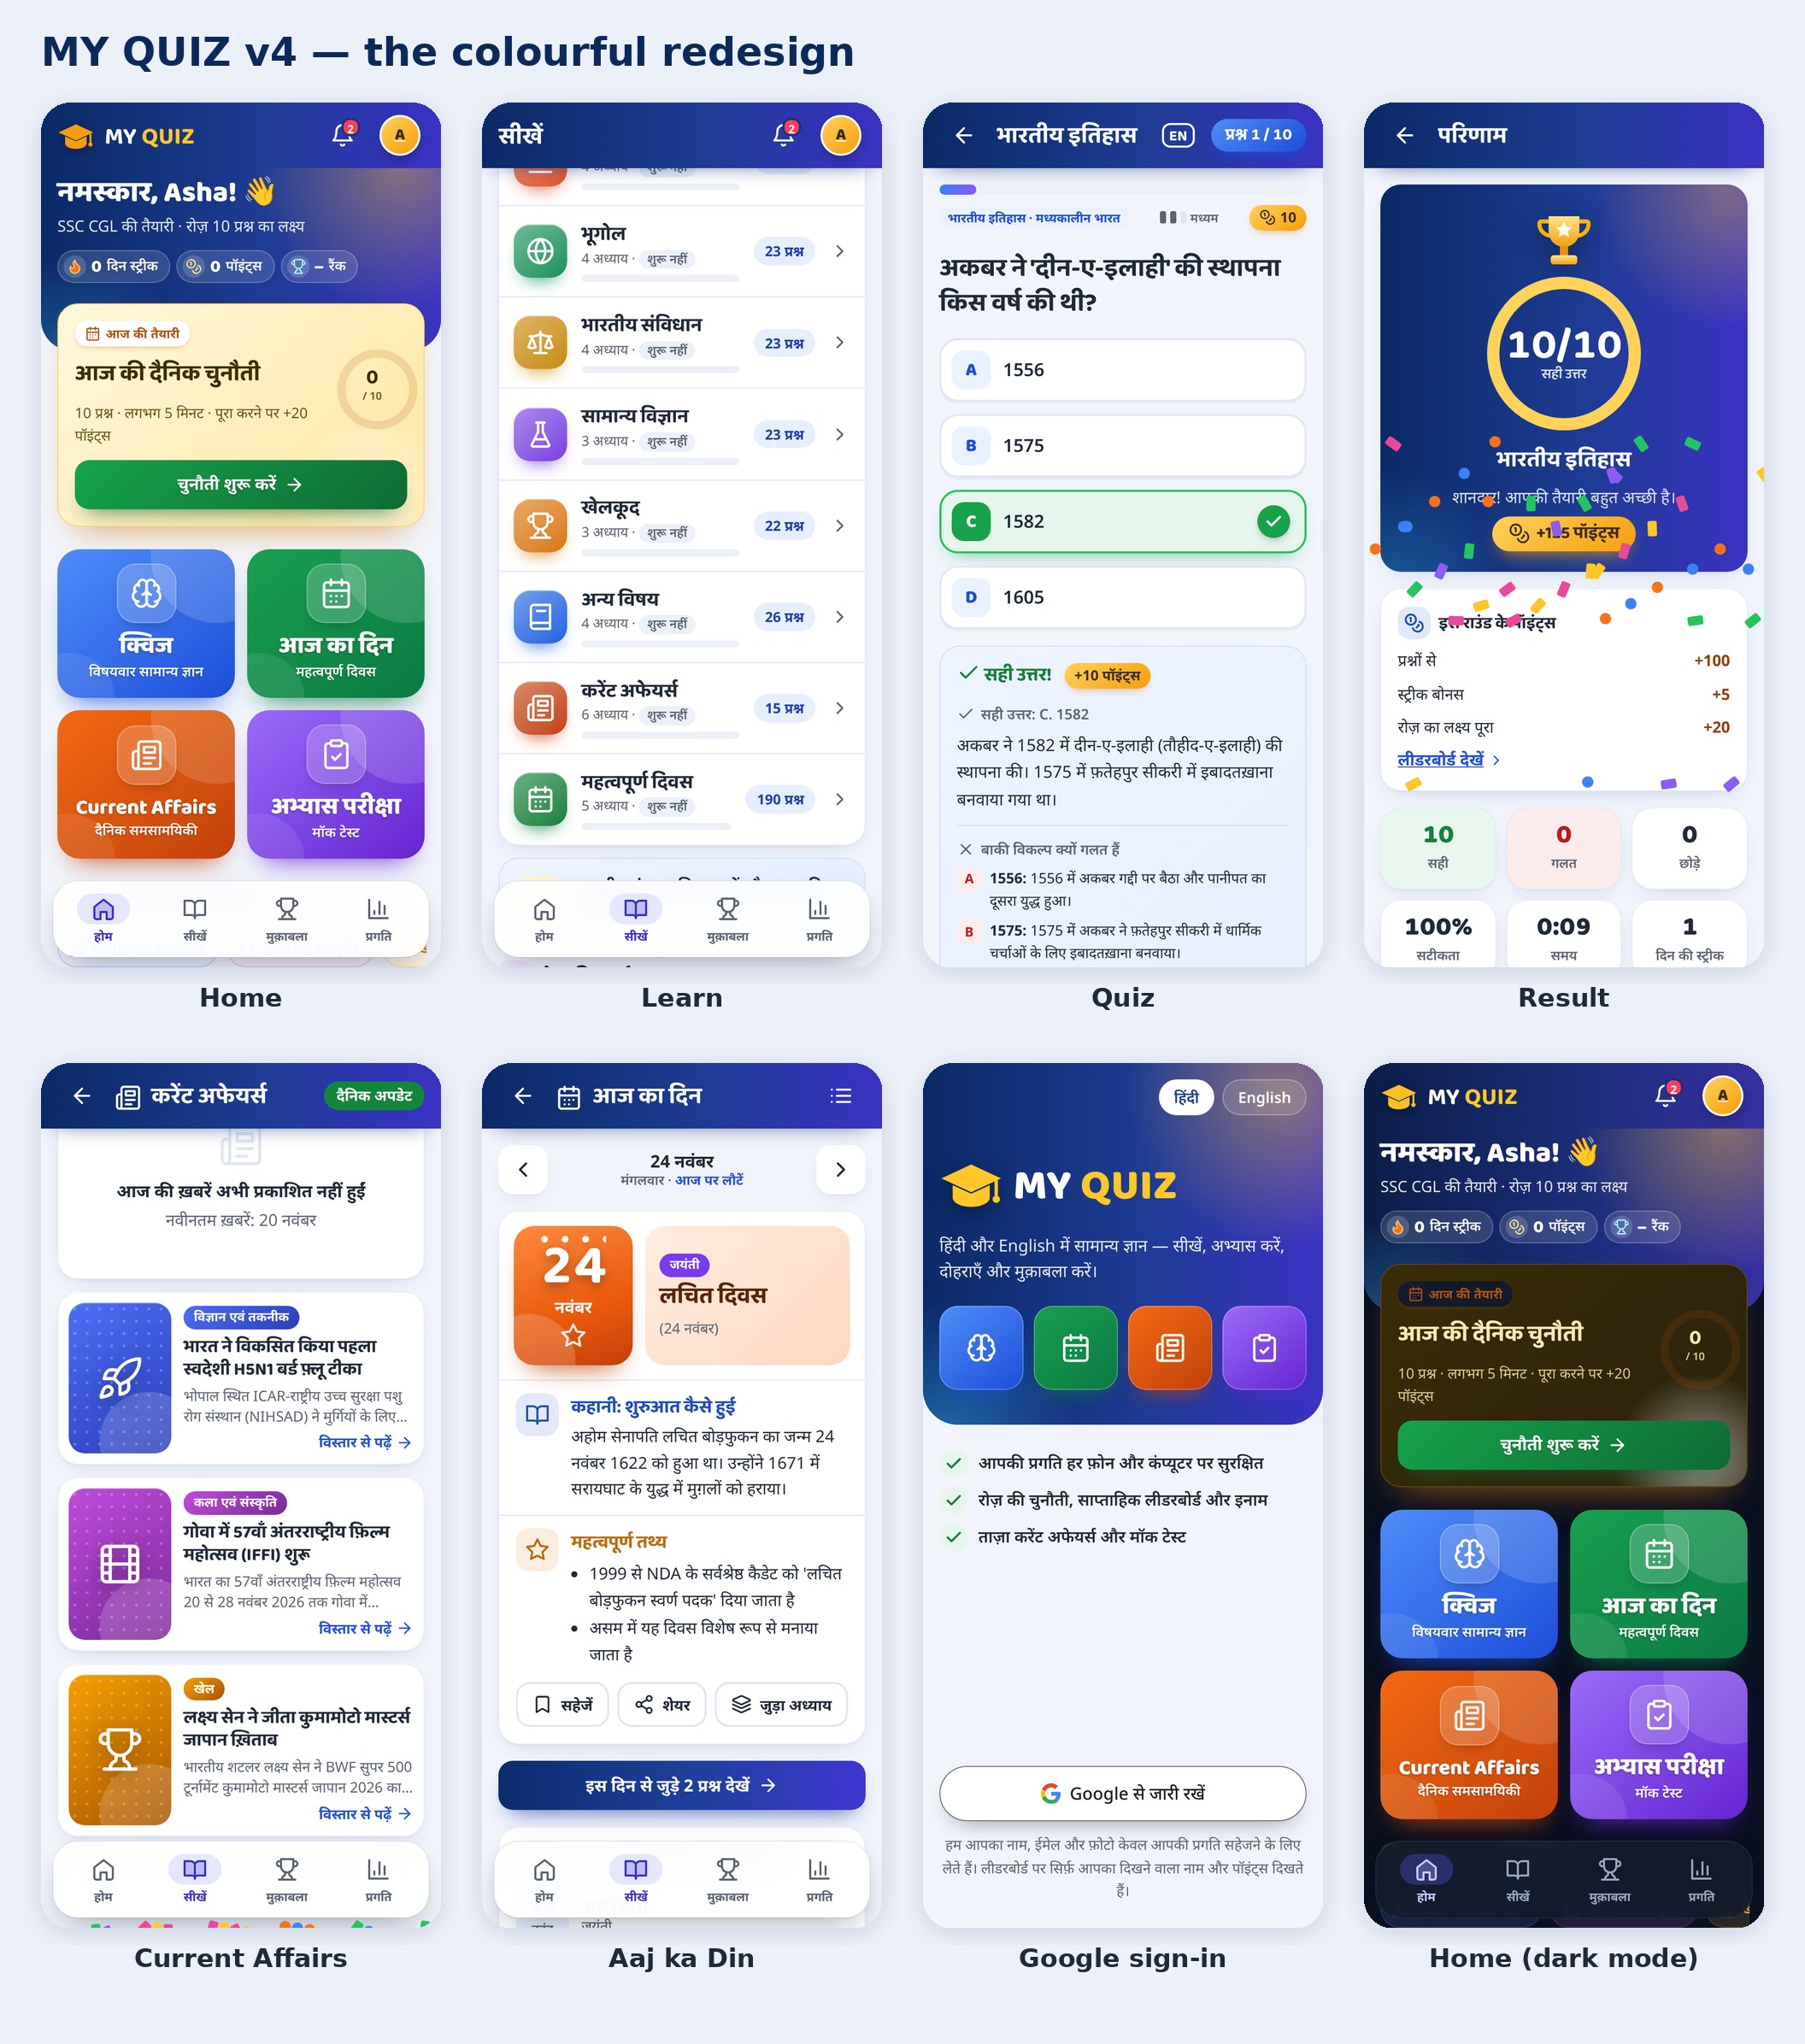 MY QUIZ v4 — the colourful redesign
MY QUIZ
2
A
नमस्कार, Asha! 👋
SSC CGL की तैयारी · रोज़ 10 प्रश्न का लक्ष्य
0 दिन स्ट्रीक
0 पॉइंट्स
– रैंक
आज की तैयारी
आज की दैनिक चुनौती
10 प्रश्न · लगभग 5 मिनट · पूरा करने पर +20
पॉइंट्स
0
/ 10
चुनौती शुरू करें →
क्विज
विषयवार सामान्य ज्ञान
आज का दिन
महत्वपूर्ण दिवस
Current Affairs
दैनिक समसामयिकी
अभ्यास परीक्षा
मॉक टेस्ट
होम
सीखें
मुक़ाबला
प्रगति
Home
सीखें
2
A
भूगोल
4 अध्याय · शुरू नहीं
23 प्रश्न
भारतीय संविधान
4 अध्याय · शुरू नहीं
23 प्रश्न
सामान्य विज्ञान
3 अध्याय · शुरू नहीं
23 प्रश्न
खेलकूद
3 अध्याय · शुरू नहीं
22 प्रश्न
अन्य विषय
4 अध्याय · शुरू नहीं
26 प्रश्न
करेंट अफेयर्स
6 अध्याय · शुरू नहीं
15 प्रश्न
महत्वपूर्ण दिवस
5 अध्याय · शुरू नहीं
190 प्रश्न
होम
सीखें
मुक़ाबला
प्रगति
Learn
भारतीय इतिहास
EN
प्रश्न 1 / 10
भारतीय इतिहास · मध्यकालीन भारत
मध्यम
10
अकबर ने 'दीन-ए-इलाही' की स्थापना
किस वर्ष की थी?
A 1556
B 1575
C 1582
D 1605
सही उत्तर!
+10 पॉइंट्स
सही उत्तर: C. 1582
अकबर ने 1582 में दीन-ए-इलाही (तौहीद-ए-इलाही) की
स्थापना की। 1575 में फ़तेहपुर सीकरी में इबादतख़ाना
बनवाया गया था।
बाकी विकल्प क्यों गलत हैं
A 1556: 1556 में अकबर गद्दी पर बैठा और पानीपत का
दूसरा युद्ध हुआ।
B 1575: 1575 में अकबर ने फ़तेहपुर सीकरी में धार्मिक
चर्चाओं के लिए इबादतख़ाना बनवाया।
Quiz
परिणाम
10/10
सही उत्तर
भारतीय इतिहास
शानदार! आपकी तैयारी बहुत अच्छी है।
पॉइंट्स
इस राउंड के पॉइंट्स
प्रश्नों से +100
स्ट्रीक बोनस +5
रोज़ का लक्ष्य पूरा +20
लीडरबोर्ड देखें
10
सही
0
गलत
0
छोड़े
100%
सटीकता
0:09
समय
1
दिन की स्ट्रीक
Result
करेंट अफेयर्स
दैनिक अपडेट
आज की ख़बरें अभी प्रकाशित नहीं हुईं
नवीनतम ख़बरें: 20 नवंबर
विज्ञान एवं तकनीक
भारत ने विकसित किया पहला
स्वदेशी H5N1 बर्ड फ़्लू टीका
भोपाल स्थित ICAR-राष्ट्रीय उच्च सुरक्षा पशु
रोग संस्थान (NIHSAD) ने मुर्गियों के लिए...
विस्तार से पढ़ें →
कला एवं संस्कृति
गोवा में 57वाँ अंतरराष्ट्रीय फ़िल्म
महोत्सव (IFFI) शुरू
भारत का 57वाँ अंतरराष्ट्रीय फ़िल्म महोत्सव
20 से 28 नवंबर 2026 तक गोवा में...
विस्तार से पढ़ें →
खेल
लक्ष्य सेन ने जीता कुमामोटो मास्टर्स
जापान ख़िताब
भारतीय शटलर लक्ष्य सेन ने BWF सुपर 500
टूर्नामेंट कुमामोटो मास्टर्स जापान 2026 का...
विस्तार से पढ़ें →
होम
सीखें
मुक़ाबला
प्रगति
Current Affairs
आज का दिन
24 नवंबर
मंगलवार · आज पर लौटें
24
नवंबर
जयंती
लचित दिवस
(24 नवंबर)
कहानी: शुरुआत कैसे हुई
अहोम सेनापति लचित बोड़फुकन का जन्म 24
नवंबर 1622 को हुआ था। उन्होंने 1671 में
सरायघाट के युद्ध में मुग़लों को हराया।
महत्वपूर्ण तथ्य
• 1999 से NDA के सर्वश्रेष्ठ कैडेट को 'लचित
बोड़फुकन स्वर्ण पदक' दिया जाता है
• असम में यह दिवस विशेष रूप से मनाया
जाता है
सहेजें
शेयर
जुड़ा अध्याय
इस दिन से जुड़े 2 प्रश्न देखें →
होम
सीखें
मुक़ाबला
प्रगति
Aaj ka Din
हिंदी
English
MY QUIZ
हिंदी और English में सामान्य ज्ञान — सीखें, अभ्यास करें,
दोहराएँ और मुक़ाबला करें।
आपकी प्रगति हर फ़ोन और कंप्यूटर पर सुरक्षित
रोज़ की चुनौती, साप्ताहिक लीडरबोर्ड और इनाम
ताज़ा करेंट अफेयर्स और मॉक टेस्ट
Google से जारी रखें
हम आपका नाम, ईमेल और फ़ोटो केवल आपकी प्रगति सहेजने के लिए
लेते हैं। लीडरबोर्ड पर सिर्फ़ आपका दिखने वाला नाम और पॉइंट्स दिखते
हैं।
Google sign-in
MY QUIZ
2
A
नमस्कार, Asha! 👋
SSC CGL की तैयारी · रोज़ 10 प्रश्न का लक्ष्य
0 दिन स्ट्रीक
0 पॉइंट्स
– रैंक
आज की तैयारी
आज की दैनिक चुनौती
10 प्रश्न · लगभग 5 मिनट · पूरा करने पर +20
पॉइंट्स
0
/ 10
चुनौती शुरू करें →
क्विज
विषयवार सामान्य ज्ञान
आज का दिन
महत्वपूर्ण दिवस
Current Affairs
दैनिक समसामयिकी
अभ्यास परीक्षा
मॉक टेस्ट
होम
सीखें
मुक़ाबला
प्रगति
Home (dark mode)